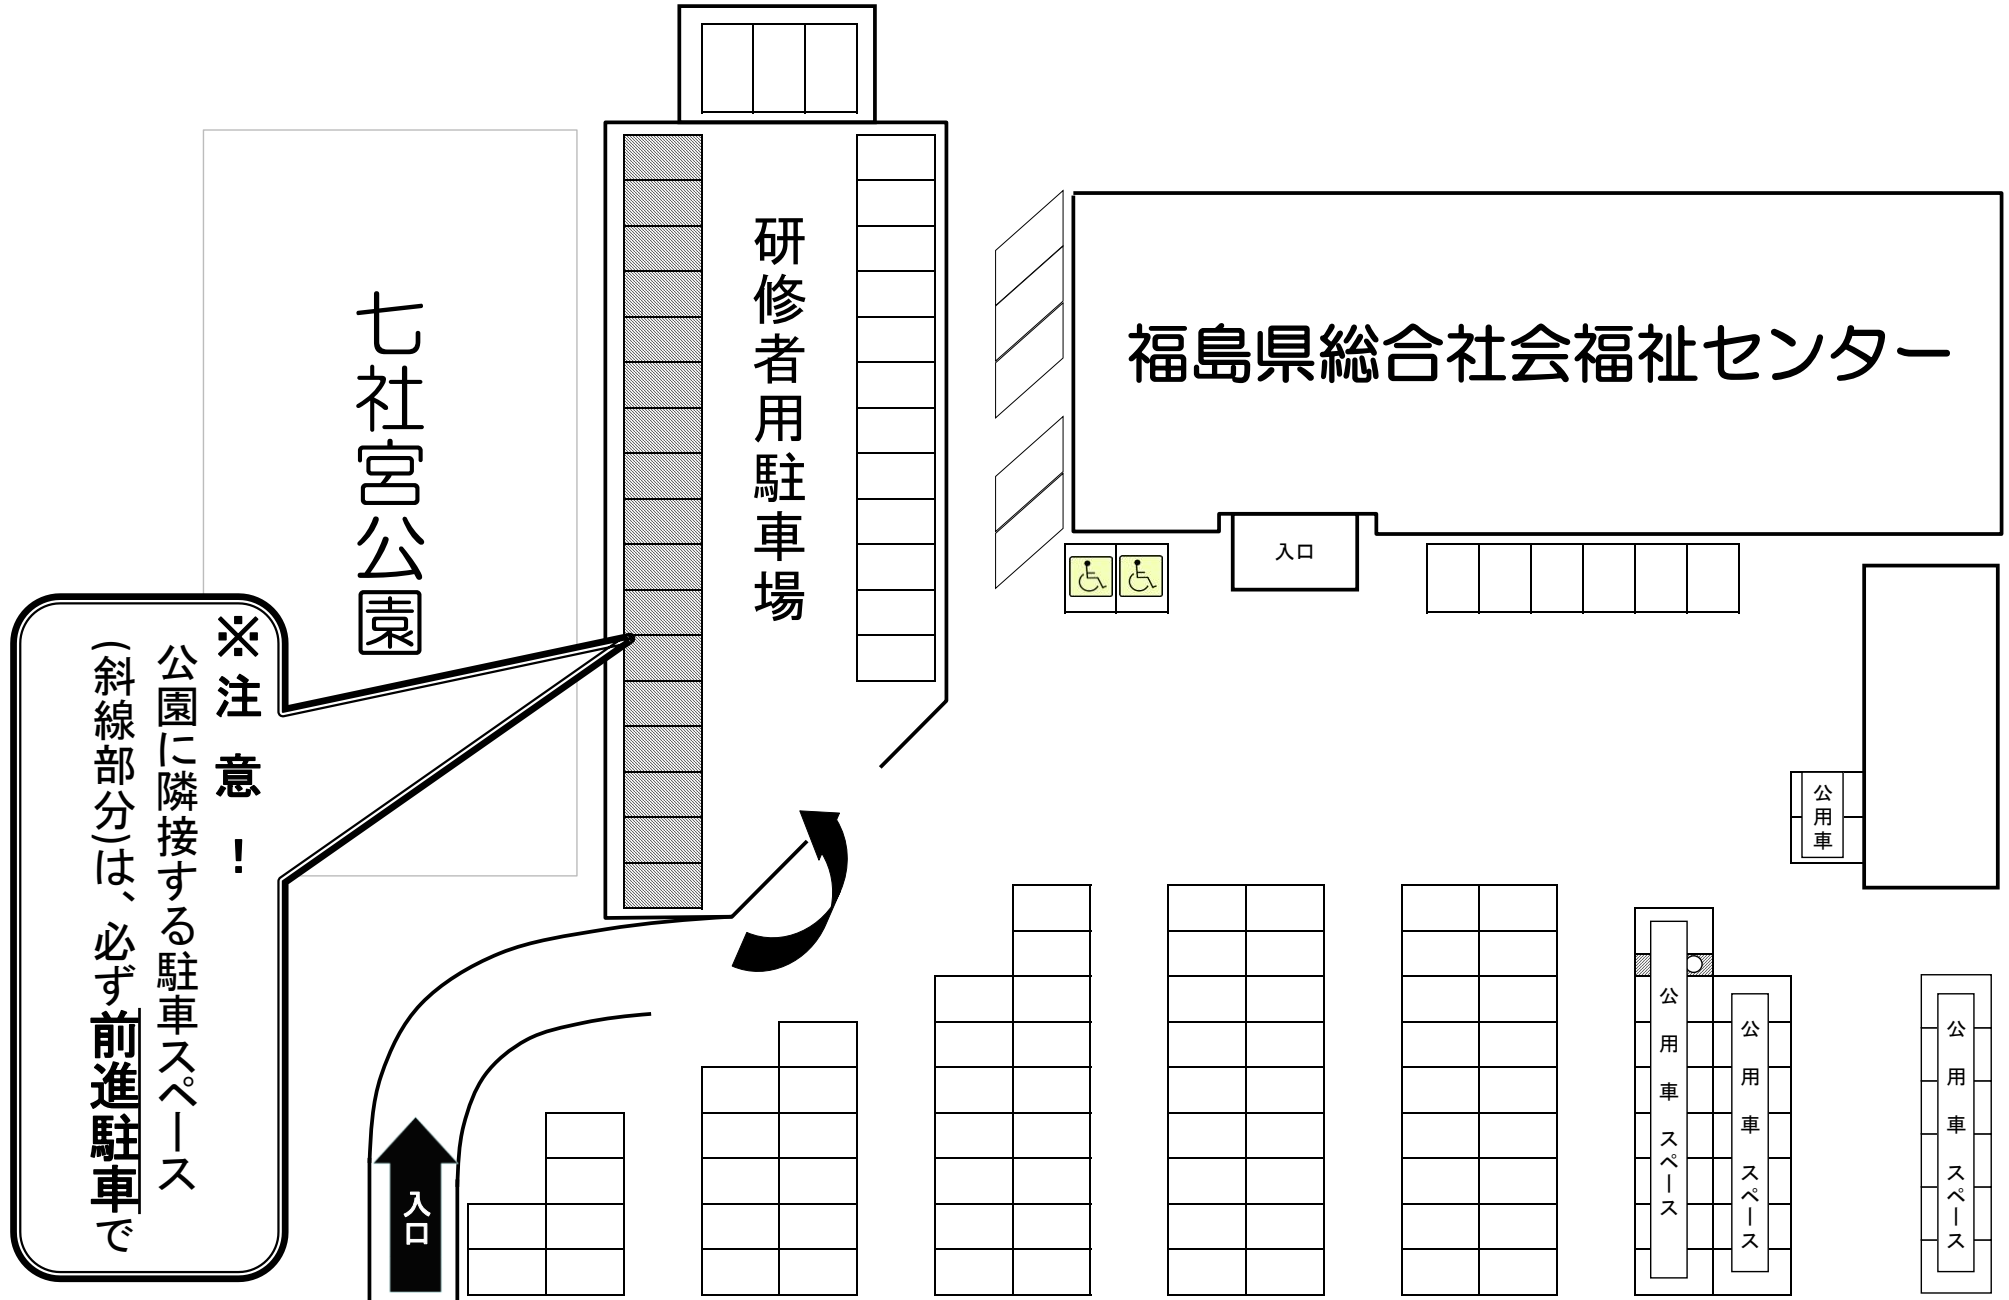 福島県総合社会福祉センター
入口
研修者用駐車場
七社宮公園
※注意！
公園に隣接する駐車スペース
(斜線部分)は、必ず前進駐車で
入口
公用車
公用車スペース
公用車スペース
公用車スペース